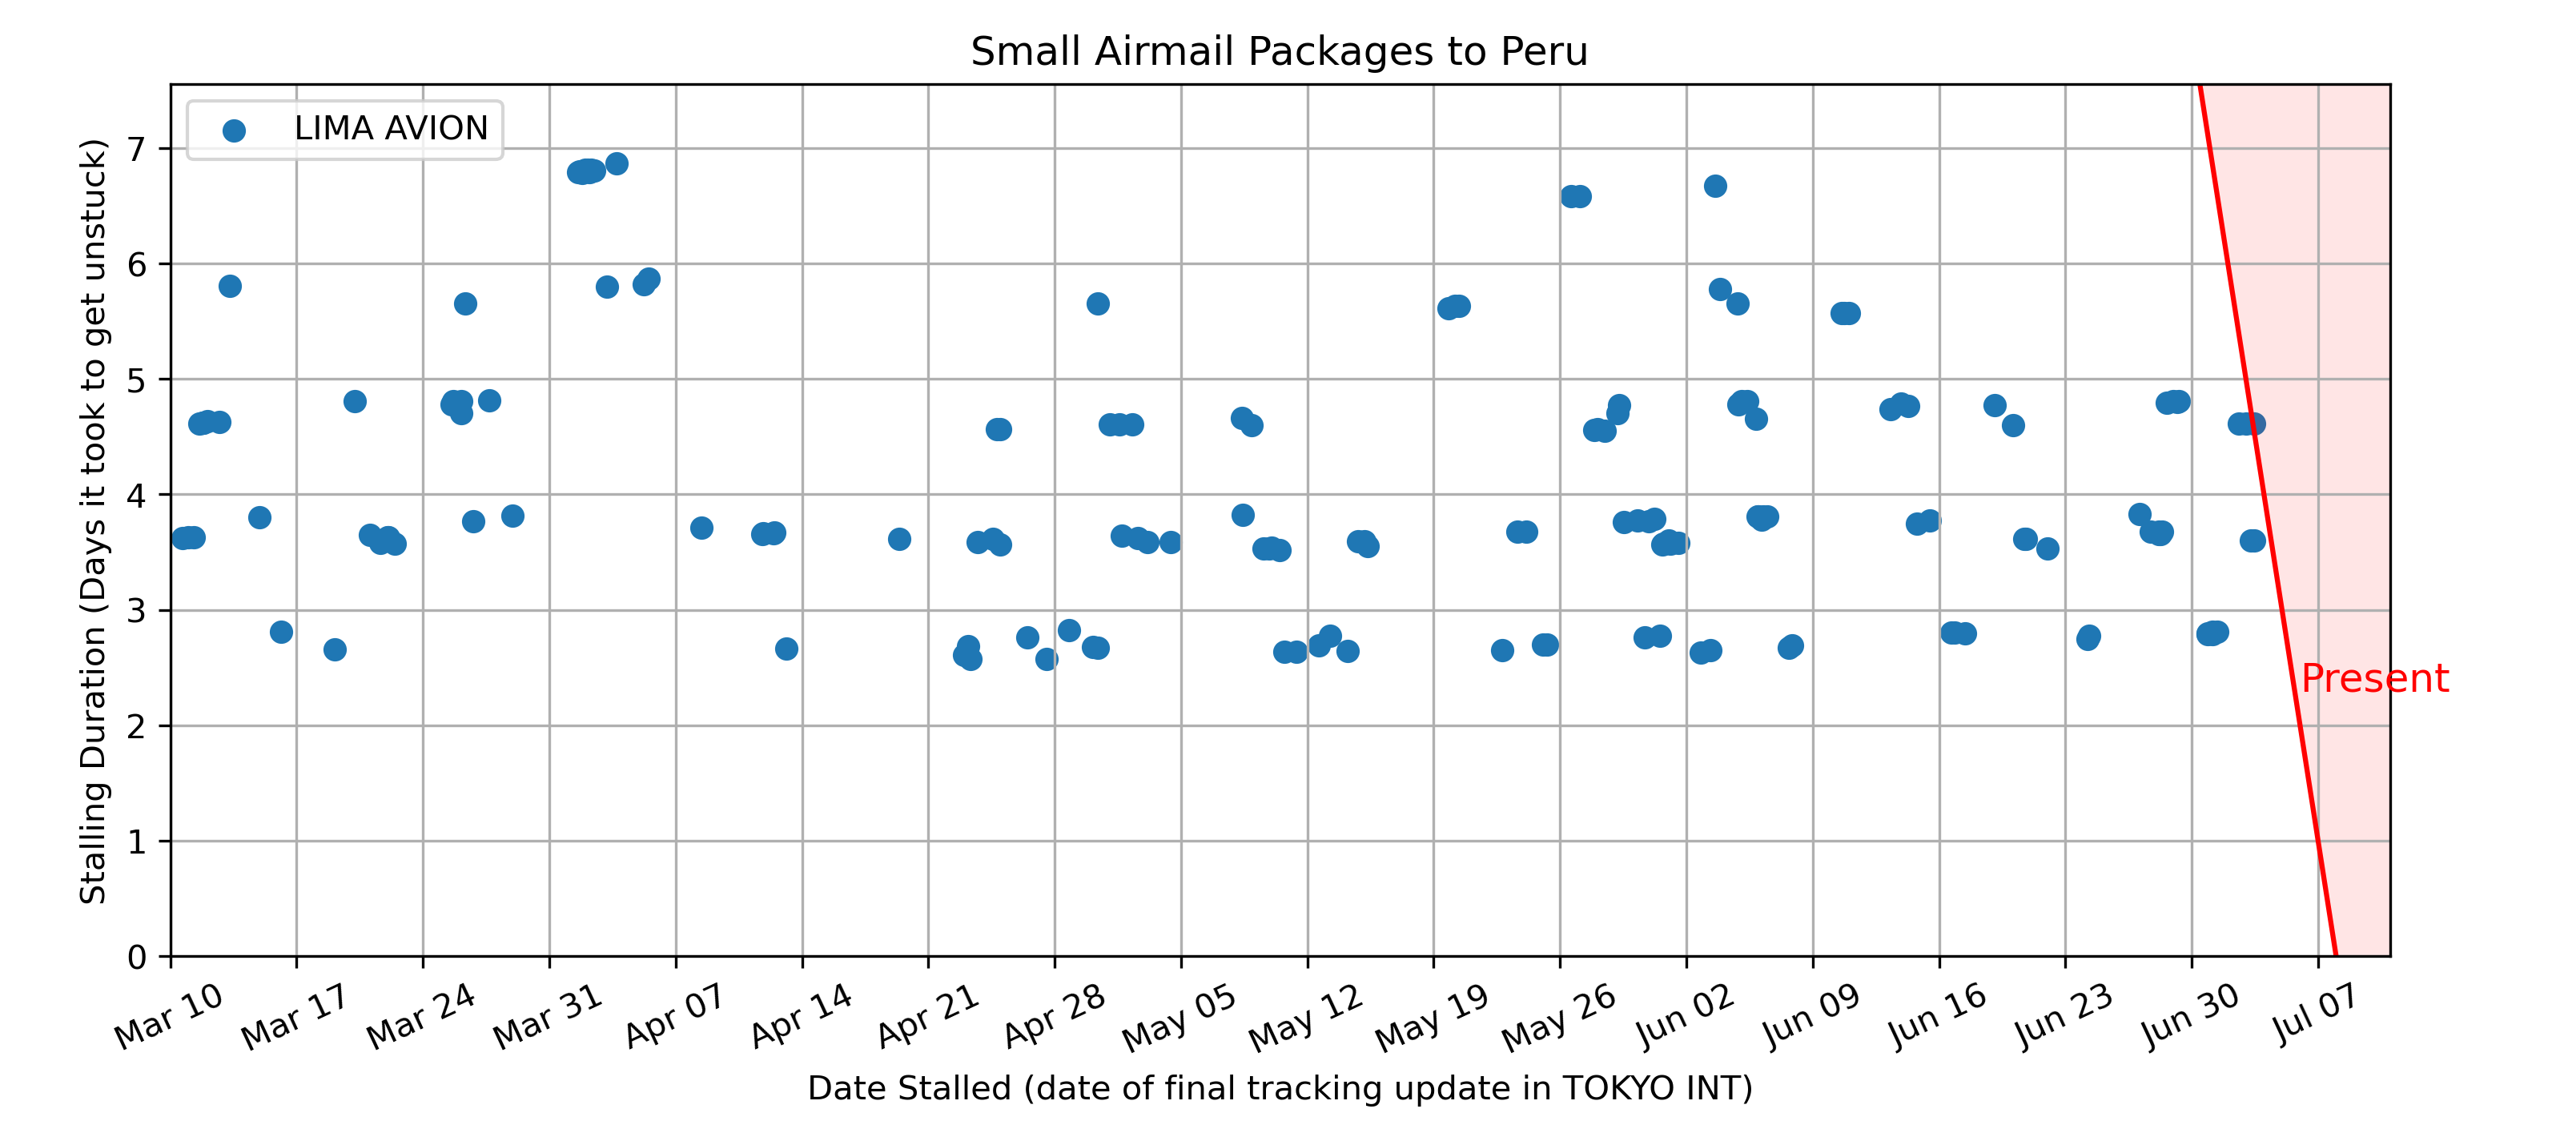 Small Airmail Packages to Peru
LIMA AVION
Stalling Duration (Days it took to get unstuck)
7
6
5
4
3
2
1
0
Present
Mar 10
Mar 17
Mar 24
Mar 31
Apr 07
Apr 14
Apr 21
Apr 28
May 05
May 12
May 19
May 26
Jun 02
Jun 09
Jun 16
Jun 23
Jun 30
Jul 07
Date Stalled (date of final tracking update in TOKYO INT)